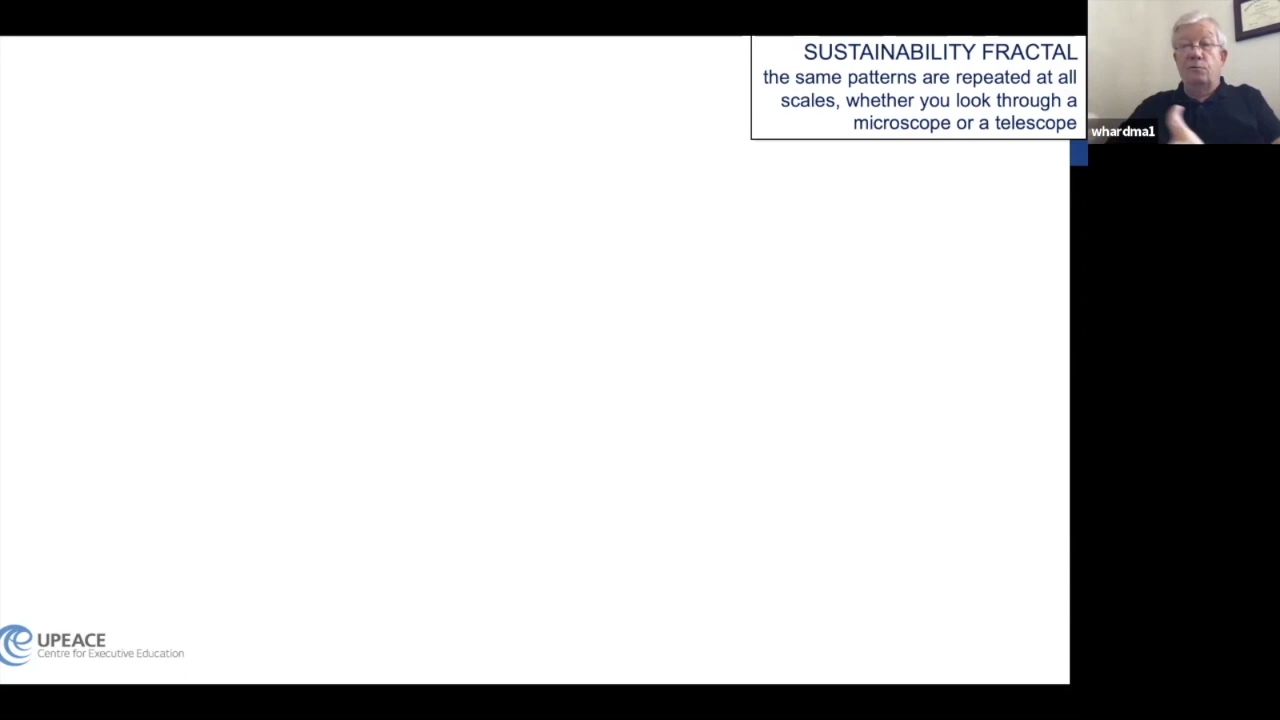 SUSTAINABILITY FRACTAL
the same patterns are repeated at all
scales, whether you look through a
microscope or a telescope
whardma1
UPEACE
Centre for Executive Education